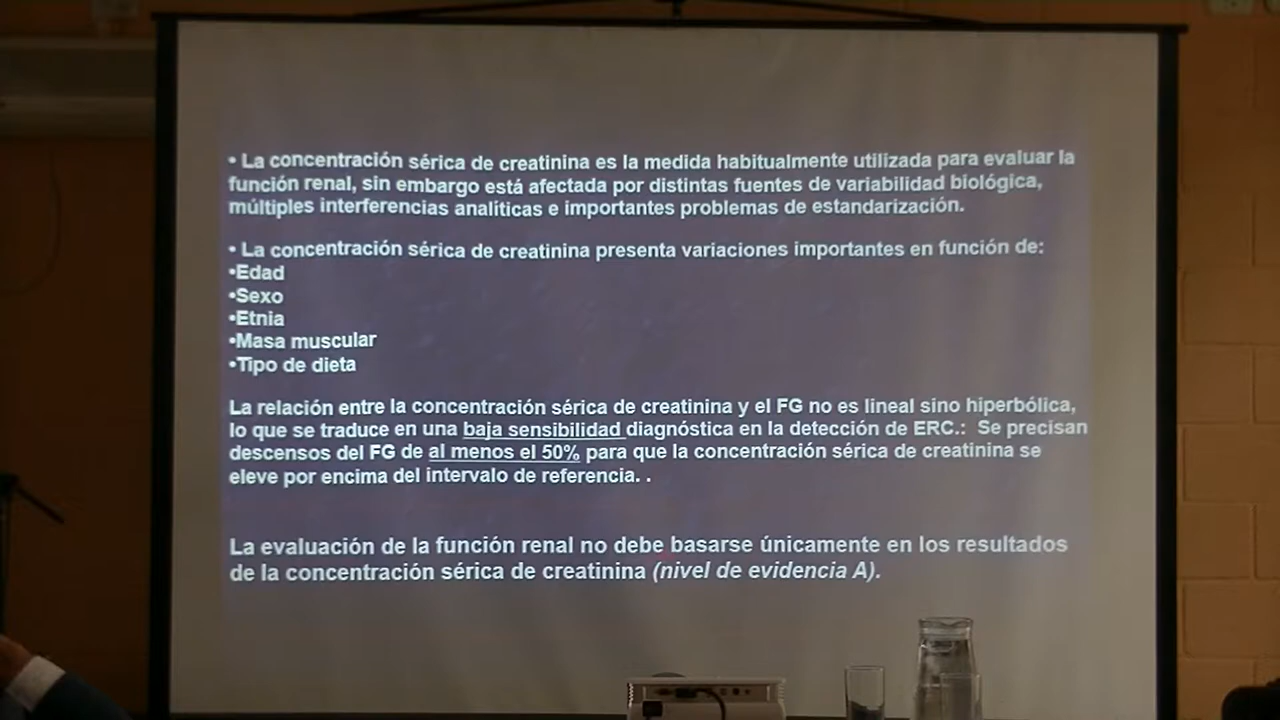 • La concentración sérica de creatinina es la medida habitualmente utilizada para evaluar la
función renal, sin embargo está afectada por distintas fuentes de variabilidad biológica,
múltiples interferencias analíticas e importantes problemas de estandarización.
• La concentración sérica de creatinina presenta variaciones importantes en función de:
•Edad
•Sexo
•Etnia
•Masa muscular
•Tipo de dieta
La relación entre la concentración sérica de creatinina y el FG no es lineal sino hiperbólica,
lo que se traduce en una baja sensibilidad diagnóstica en la detección de ERC.: Se precisan
descensos del FG de al menos el 50% para que la concentración sérica de creatinina se
eleve por encima del intervalo de referencia. .
La evaluación de la función renal no debe basarse únicamente en los resultados
de la concentración sérica de creatinina (nivel de evidencia A).